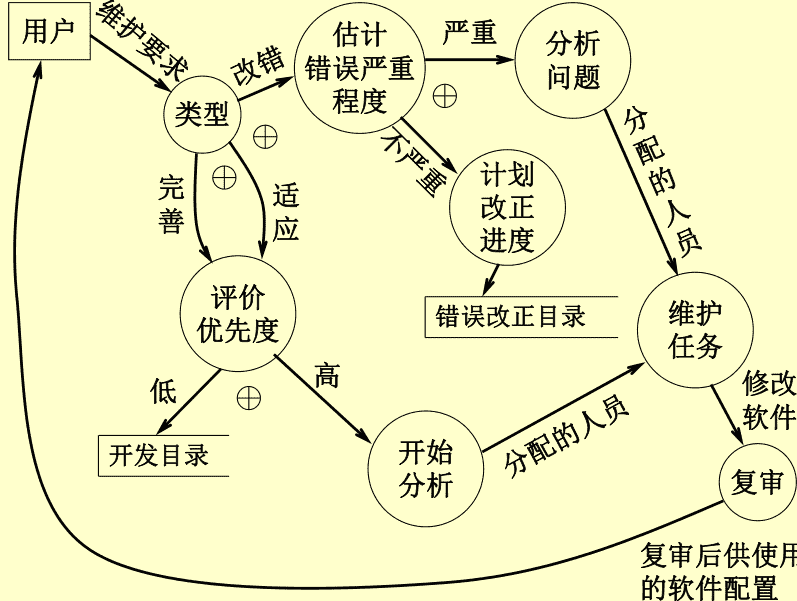 用户
维护要求
类型
改错
估计
错误严重
程度
严重
分析
问题
不严重
分配的人员
计划
改正
进度
错误改正目录
完善
适应
评价
优先度
低
高
开发目录
开始
分析
分配的人员
维护
任务
修改
软件
复审
复审后供使用
的软件配置